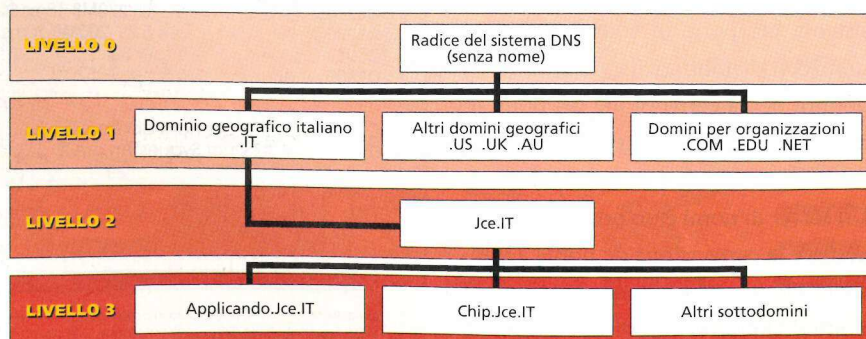 LIVELLO 0
Radice del sistema DNS
(senza nome)
LIVELLO 1
Dominio geografico italiano
.IT
Altri domini geografici
.US .UK .AU
Domini per organizzazioni
.COM .EDU .NET
LIVELLO 2
Jce.IT
LIVELLO 3
Applicando.Jce.IT
Chip.Jce.IT
Altri sottodomini